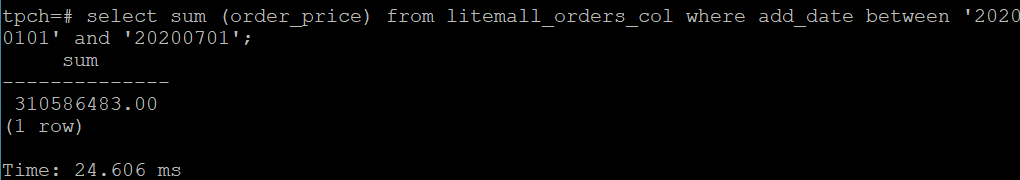 tpch=# select sum (order_price) from litemall_orders_col where add_date between '2020
0101' and '20200701';
sum
--------------
310586483.00
(1 row)
Time: 24.606 ms